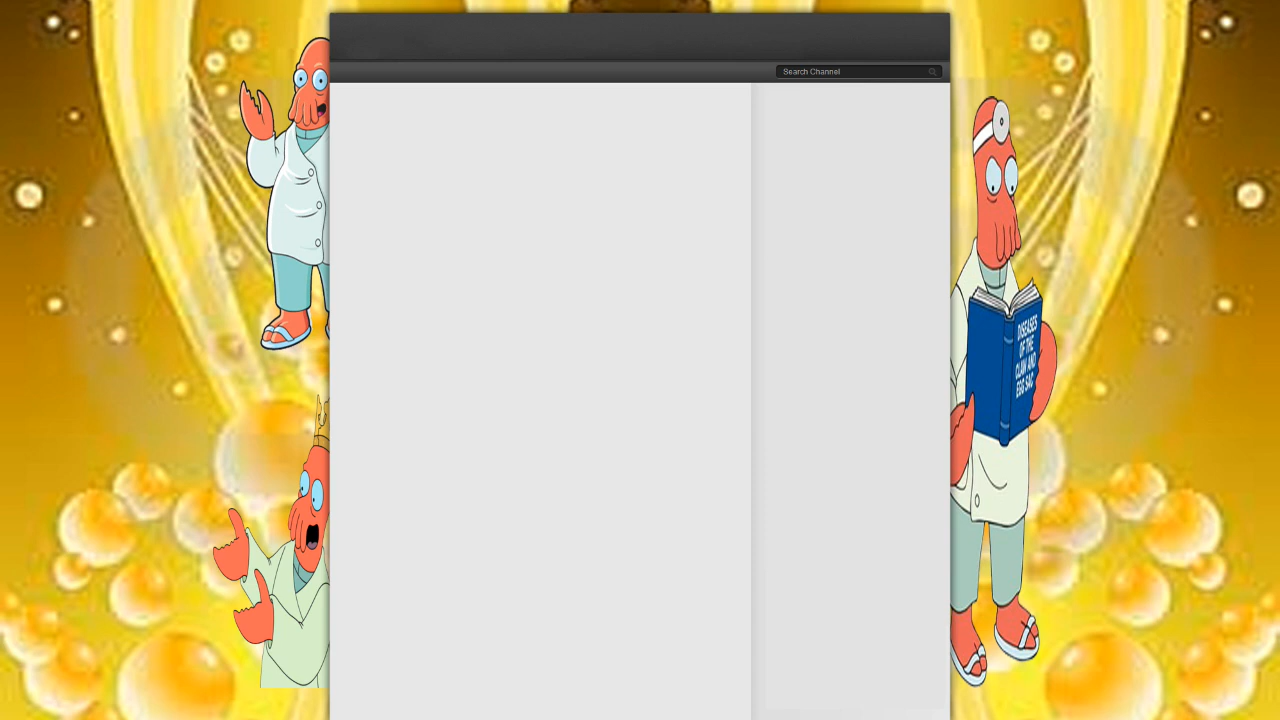 Search Channel
DISEASES
OF THE
CLAW AND
EGG SAC